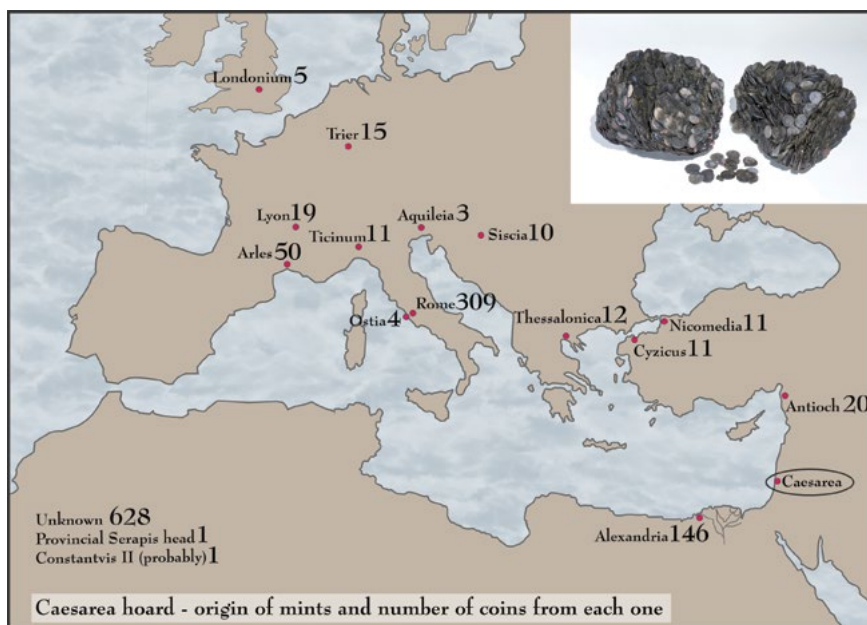 Londonium 5
Trier 15
Lyon 19
Aquileia 3
Ticinum 11
Siscia 10
Arles 50
Rome 309
Ostia 4
Thessalonica 12
Nicomedia 11
Cyzicus 11
Antioch 20
Caesarea
Unknown 628
Provincial Serapis head 1
Constantvis II (probably) 1
Alexandria 146
Caesarea hoard - origin of mints and number of coins from each one